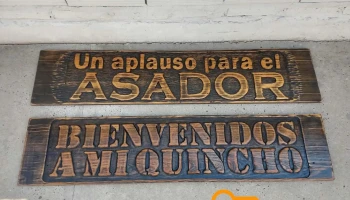 Un aplauso para el
ASADOR
BIENVENIDOS
A MI QUINCHO